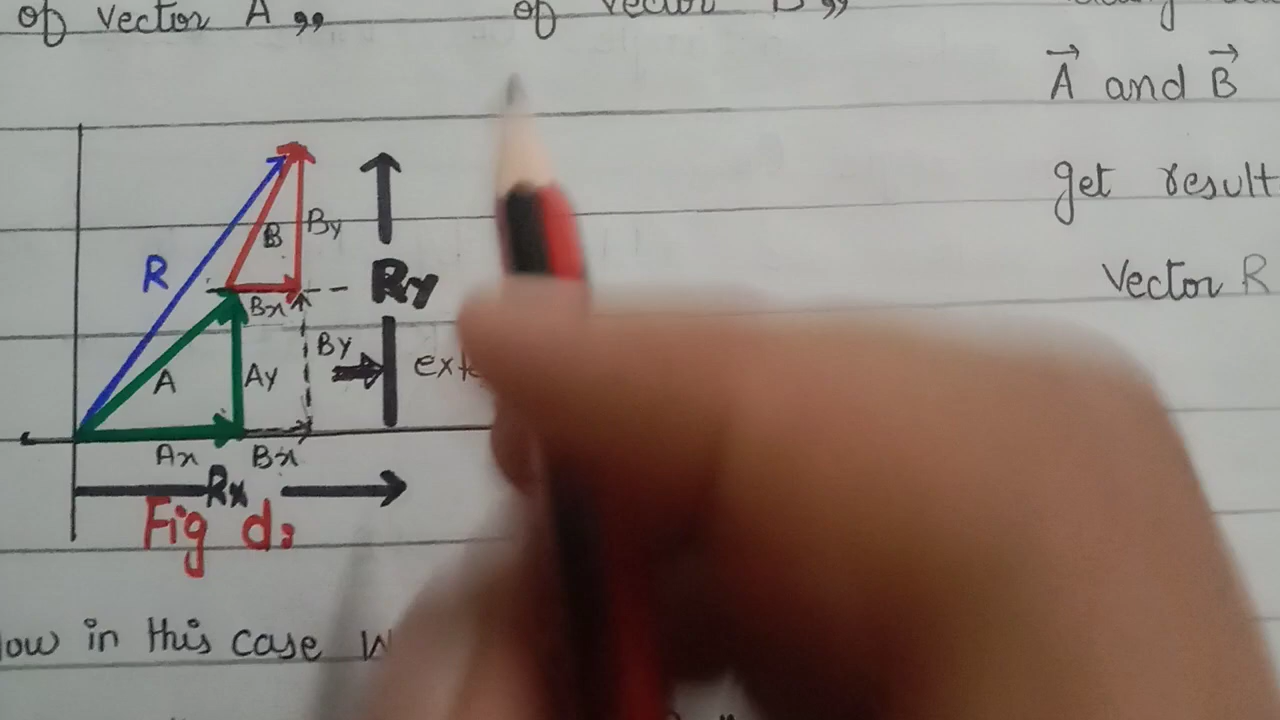 of vector A ,,
of vector B ,,
A and B
get result
Vector R
R
B
By
Ry
Bx
By
A
Ay
Ax
Bx
Rx
Fig d:
in this case